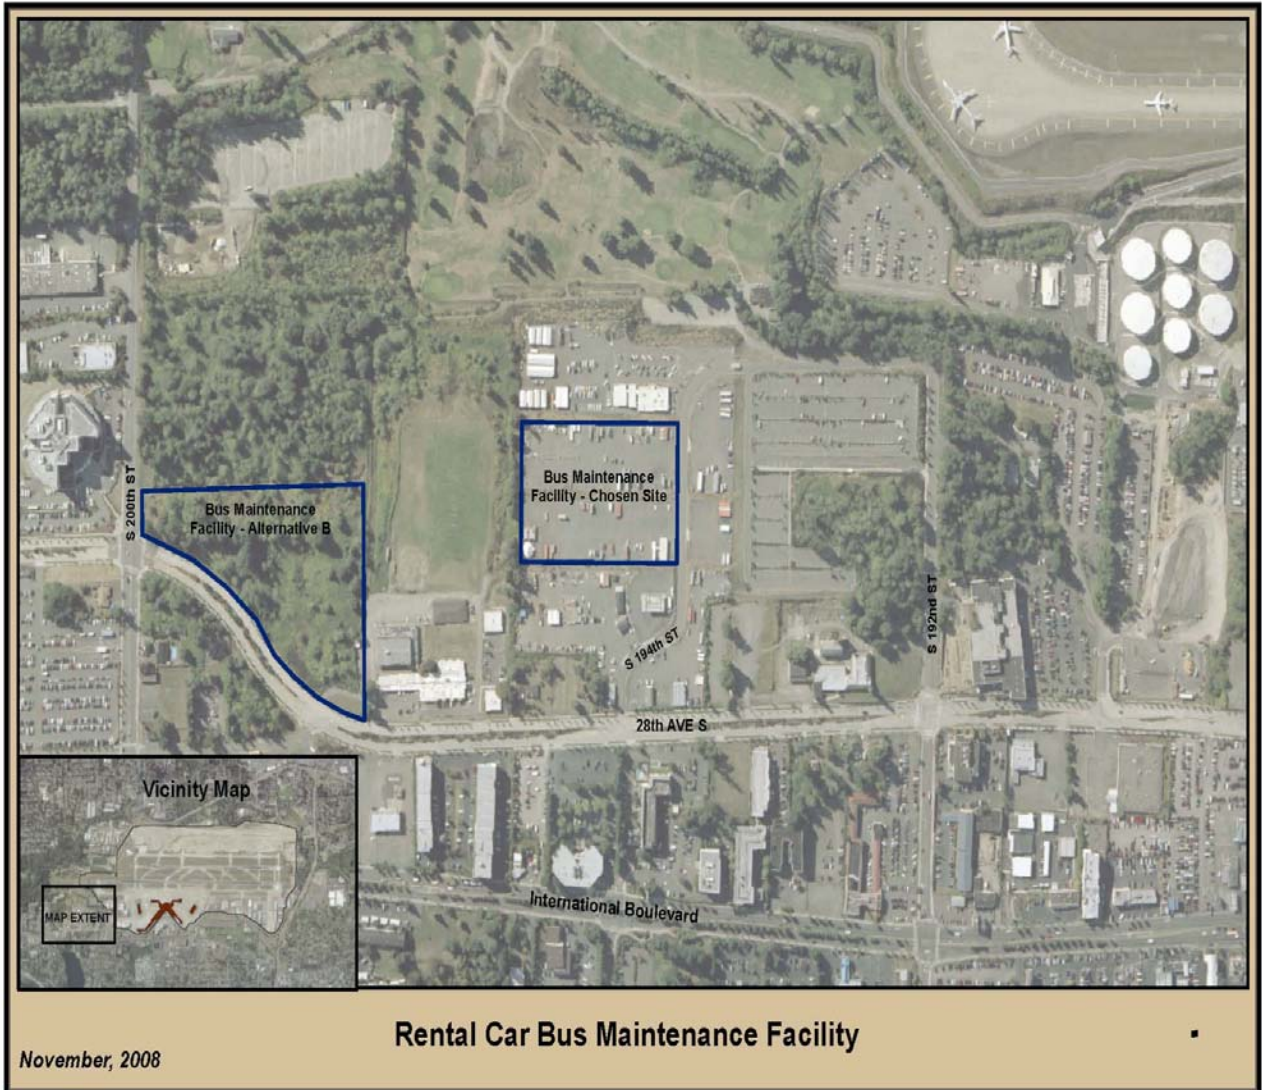 Bus Maintenance
Facility - Chosen Site
S 200th ST
Bus Maintenance
Facility - Alternative B
S 192nd ST
S 194th ST
28th AVE S
Vicinity Map
MAP EXTENT
International Boulevard
Rental Car Bus Maintenance Facility
November, 2008